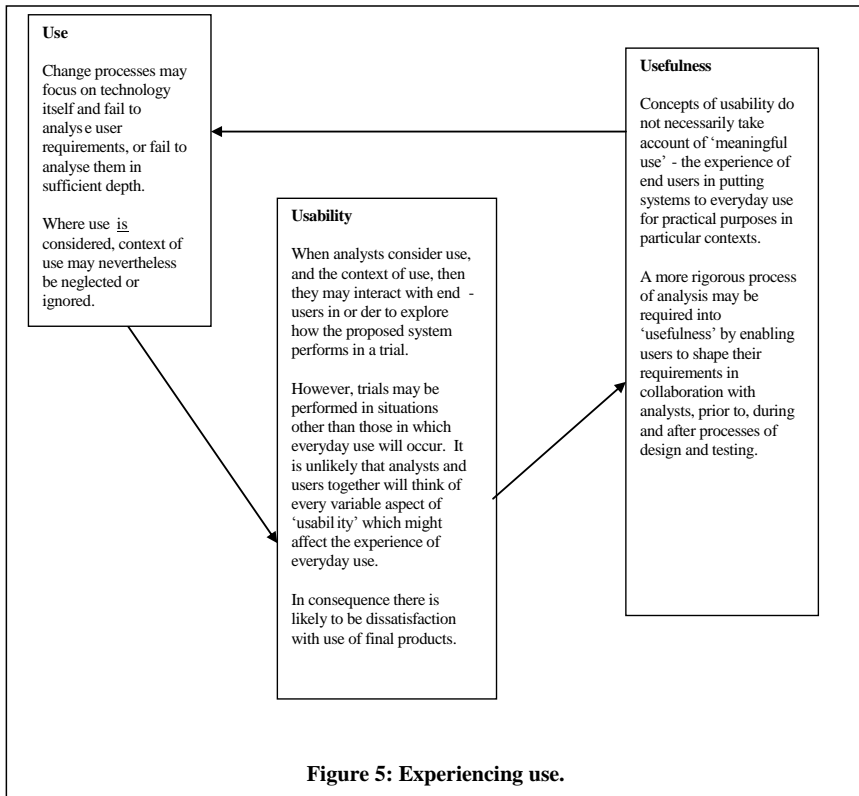 Use
Change processes may
focus on technology
itself and fail to
analyse user
requirements, or fail to
analyse them in
sufficient depth.
Where use is
considered, context of
use may nevertheless
be neglected or
ignored.
Usability
When analysts consider use,
and the context of use, then
they may interact with end -
users in or der to explore
how the proposed system
performs in a trial.
However, trials may be
performed in situations
other than those in which
everyday use will occur.  It
is unlikely that analysts and
users together will think of
every variable aspect of
‘usability’ which might
affect the experience of
everyday use.
In consequence there is
likely to be dissatisfaction
with use of final products.
Usefulness
Concepts of usability do
not necessarily take
account of ‘meaningful
use’ - the experience of
end users in putting
systems to everyday use
for practical purposes in
particular contexts.
A more rigorous process
of analysis may be
required into
‘usefulness’ by enabling
users to shape their
requirements in
collaboration with
analysts, prior to, during
and after processes of
design and testing.
Figure 5: Experiencing use.